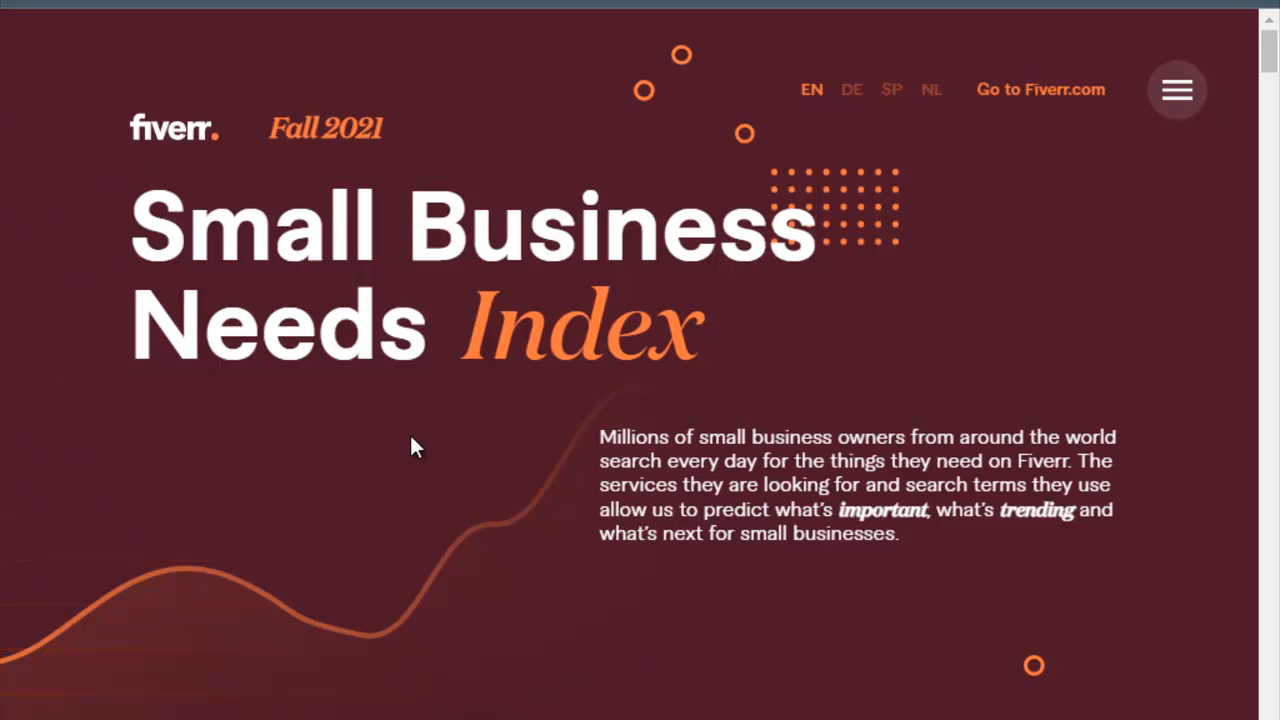 EN DE SP NL Go to Fiverr.com
fiverr. Fall 2021
Small Business
Needs Index
Millions of small business owners from around the world
search every day for the things they need on Fiverr. The
services they are looking for and search terms they use
allow us to predict what's important, what's trending and
what's next for small businesses.